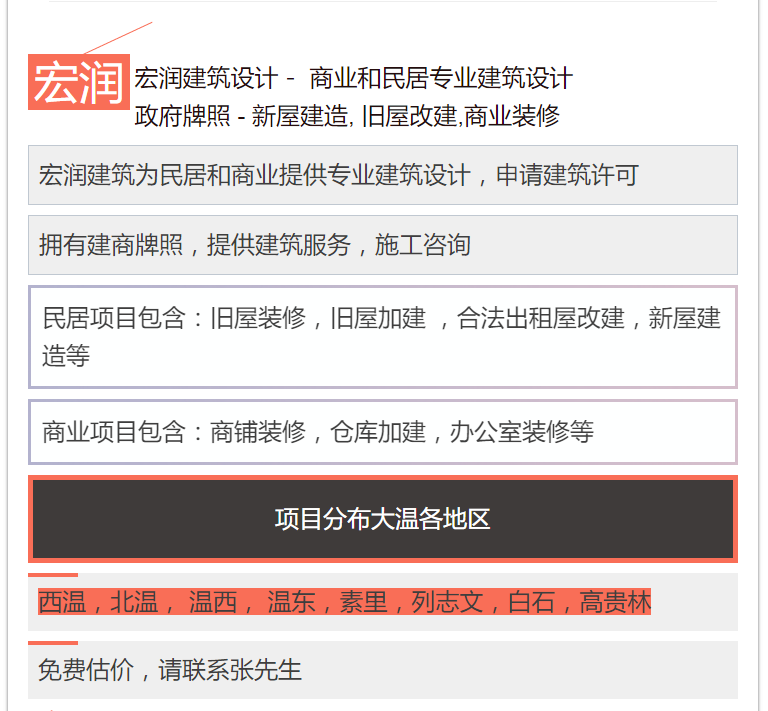 宏润
宏润建筑设计 - 商业和民居专业建筑设计
政府牌照 - 新屋建造, 旧屋改建,商业装修
宏润建筑为民居和商业提供专业建筑设计，申请建筑许可
拥有建商牌照，提供建筑服务，施工咨询
民居项目包含：旧屋装修，旧屋加建 ，合法出租屋改建，新屋建
造等
商业项目包含：商铺装修，仓库加建，办公室装修等
项目分布大温各地区
西温，北温， 温西， 温东，素里，列志文，白石，高贵林
免费估价，请联系张先生